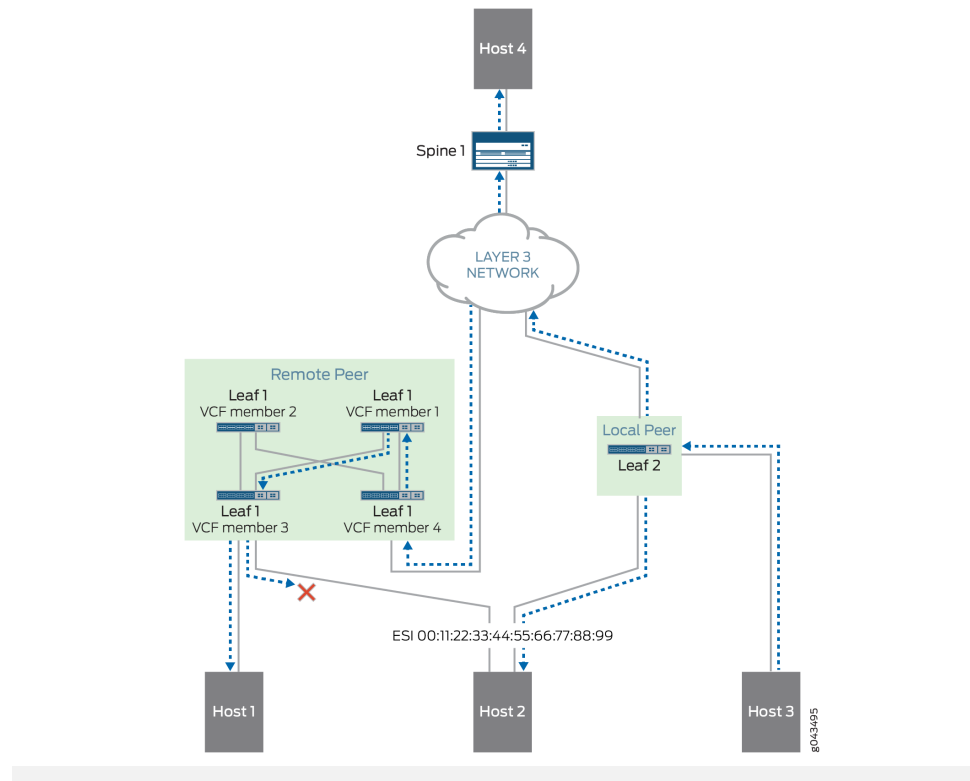 Host 4
Spine 1
LAYER 3
NETWORK
Remote Peer
Leaf 1
VCF member 2
Leaf 1
VCF member 1
Leaf 1
VCF member 3
Leaf 1
VCF member 4
Local Peer
Leaf 2
ESI 00:11:22:33:44:55:66:77:88:99
Host 1
Host 2
Host 3
g043495